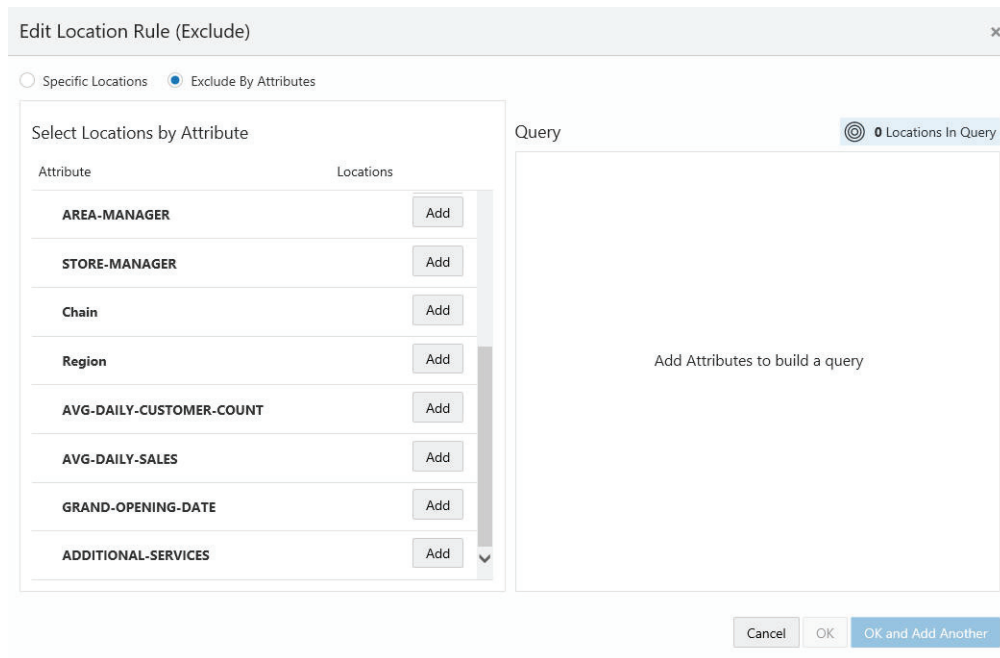 Edit Location Rule (Exclude) ×
Specific Locations Exclude By Attributes
Select Locations by Attribute
Attribute Locations
AREA-MANAGER Add
STORE-MANAGER Add
Chain Add
Region Add
AVG-DAILY-CUSTOMER-COUNT Add
AVG-DAILY-SALES Add
GRAND-OPENING-DATE Add
ADDITIONAL-SERVICES Add
Query 0 Locations In Query
Add Attributes to build a query
Cancel OK OK and Add Another